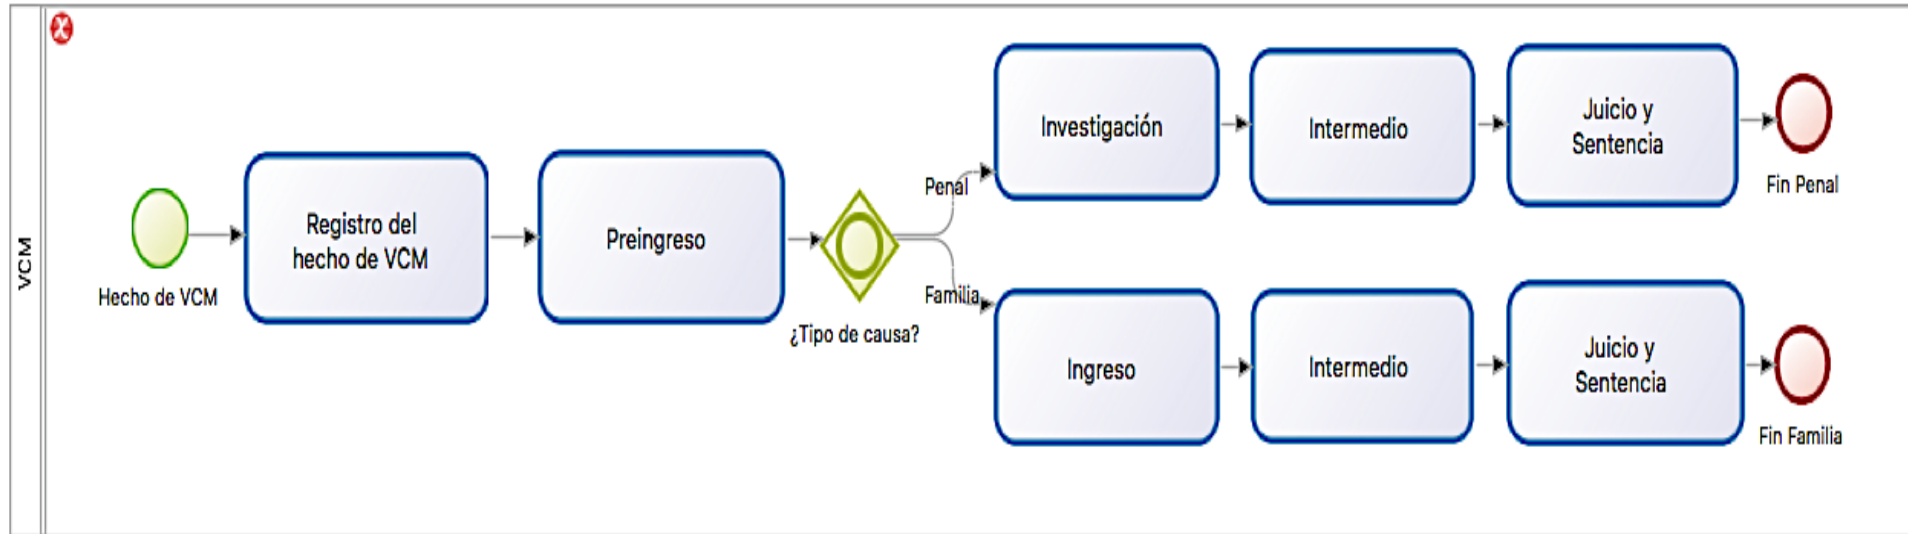 VCM
Hecho de VCM
Registro del
hecho de VCM
Preingreso
¿Tipo de causa?
Penal
Investigación
Intermedio
Juicio y
Sentencia
Fin Penal
Familia
Ingreso
Intermedio
Juicio y
Sentencia
Fin Familia